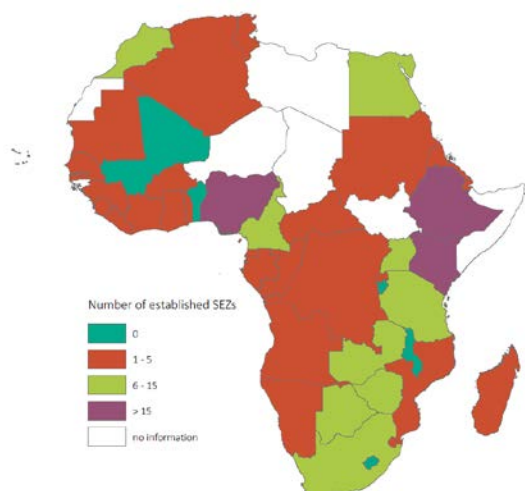 Number of established SEZs
0
1 - 5
6 - 15
> 15
no information